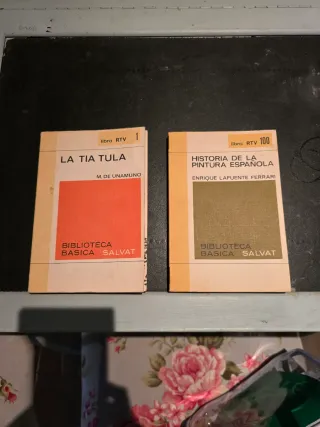 libro RTV 1
LA TIA TULA
M. DE UNAMUNO
BIBLIOTECA
BASICA SALVAT
libro RTV 100
HISTORIA DE LA
PINTURA ESPAÑOLA
ENRIQUE LAFUENTE FERRARI
BIBLIOTECA
BASICA SALVAT